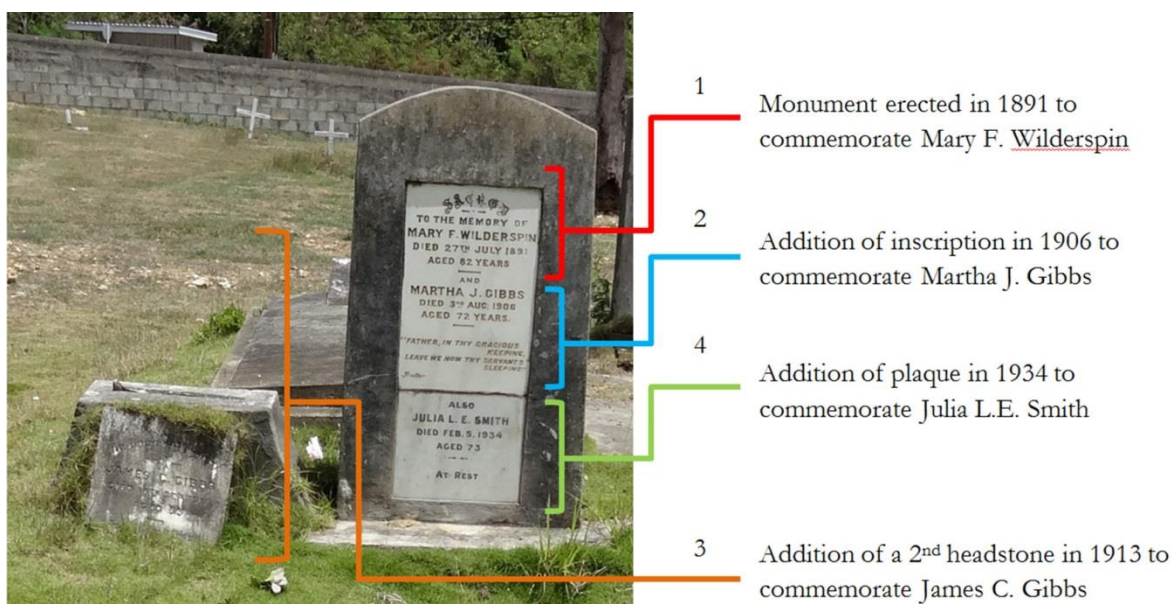 SACRED
TO THE MEMORY OF
MARY F. WILDERSPIN
DIED 27TH JULY 1891
AGED 82 YEARS
AND
MARTHA J. GIBBS
DIED 3RD AUG: 1906
AGED 72 YEARS.
"FATHER, IN THY GRACIOUS
KEEPING,
LEAVE WE NOW THY SERVANTS
SLEEPING"
ALSO
JULIA L. E. SMITH
DIED FEB. 5, 1934
AGED 73
AT REST
JAMES C. GIBBS
1
Monument erected in 1891 to
commemorate Mary F. Wilderspin
2
Addition of inscription in 1906 to
commemorate Martha J. Gibbs
4
Addition of plaque in 1934 to
commemorate Julia L.E. Smith
3
Addition of a 2nd headstone in 1913 to
commemorate James C. Gibbs